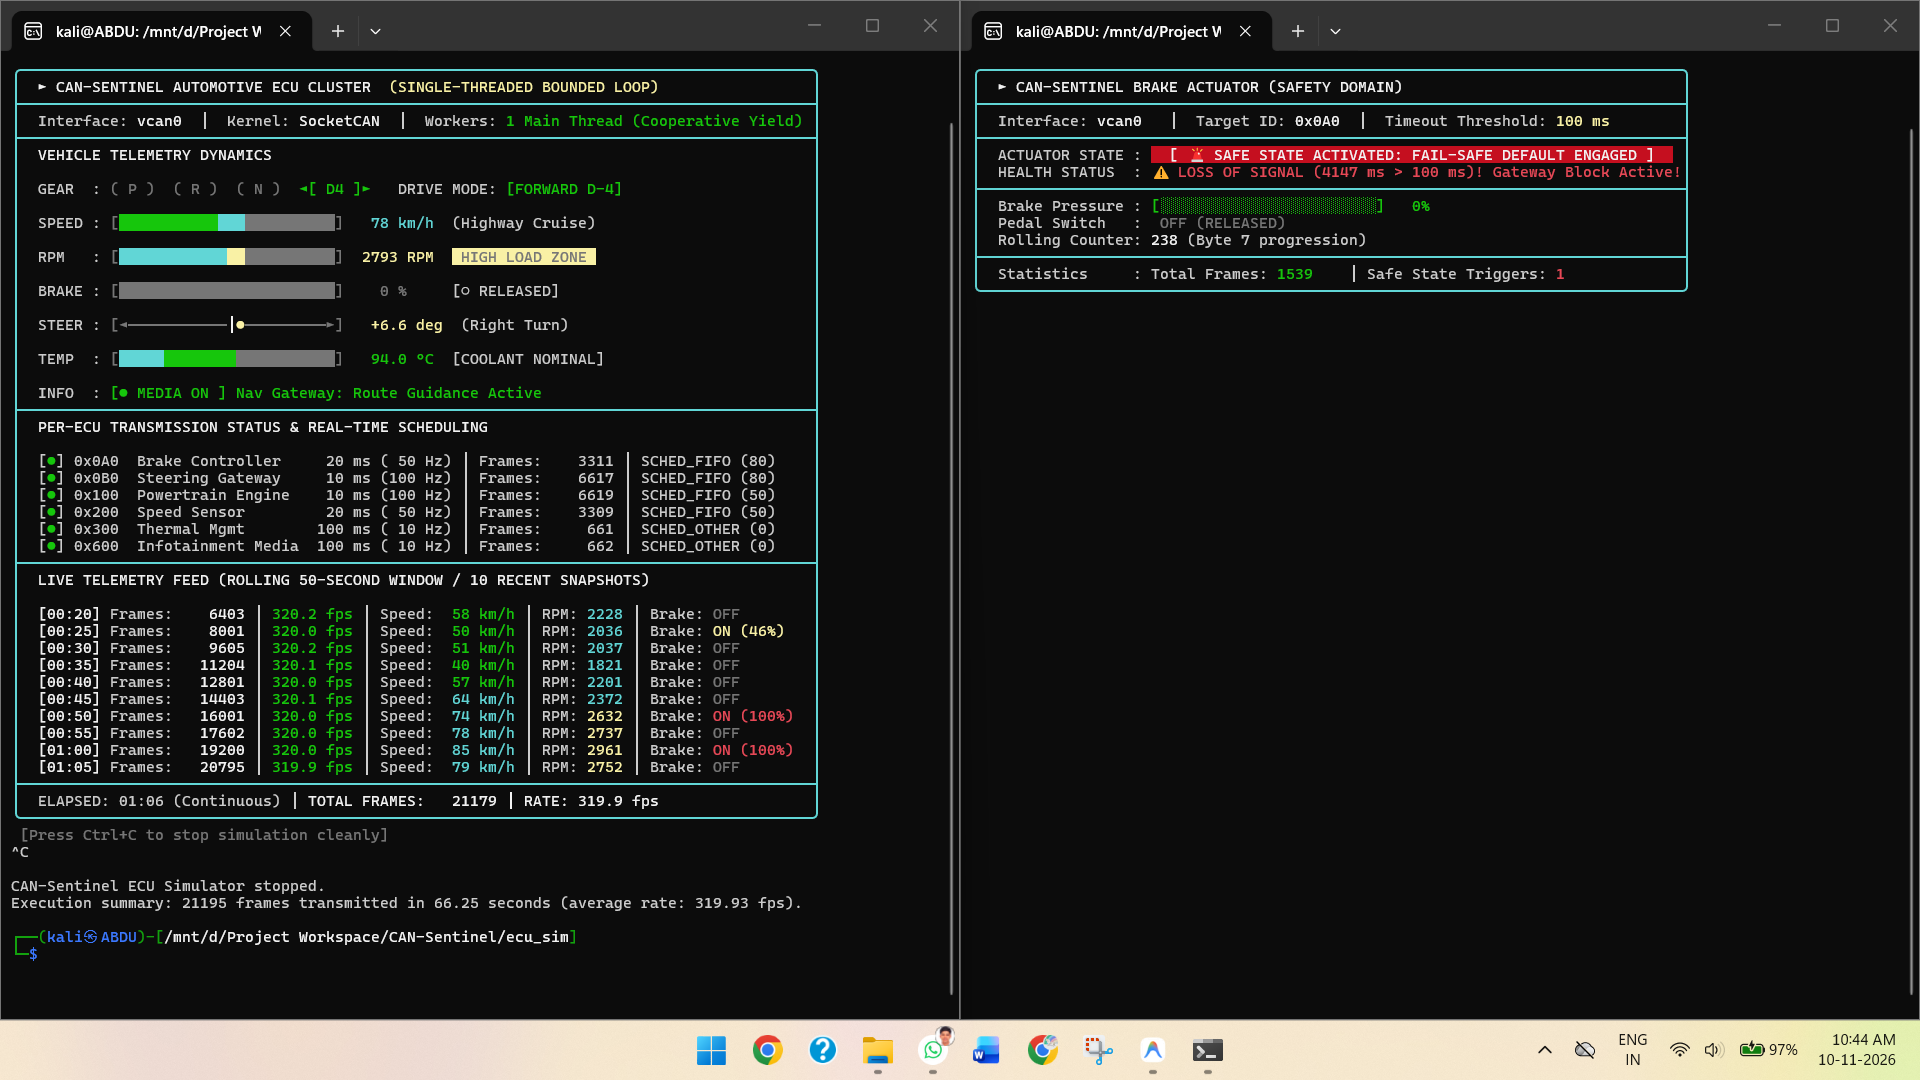 kali@ABDU: /mnt/d/Project W
► CAN-SENTINEL AUTOMOTIVE ECU CLUSTER (SINGLE-THREADED BOUNDED LOOP)
Interface: vcan0 | Kernel: SocketCAN | Workers: 1 Main Thread (Cooperative Yield)
VEHICLE TELEMETRY DYNAMICS
GEAR : ( P ) ( R ) ( N ) ◄[ D4 ]► DRIVE MODE: [FORWARD D-4]
SPEED : [ ] 78 km/h (Highway Cruise)
RPM : [ ] 2793 RPM HIGH LOAD ZONE
BRAKE : [ ] 0 % [○ RELEASED]
STEER : [◄────────────|●──────────►] +6.6 deg (Right Turn)
TEMP : [ ] 94.0 °C [COOLANT NOMINAL]
INFO : [● MEDIA ON ] Nav Gateway: Route Guidance Active
PER-ECU TRANSMISSION STATUS & REAL-TIME SCHEDULING
[●] 0x0A0 Brake Controller 20 ms ( 50 Hz) | Frames: 3311 | SCHED_FIFO (80)
[●] 0x0B0 Steering Gateway 10 ms (100 Hz) | Frames: 6617 | SCHED_FIFO (80)
[●] 0x100 Powertrain Engine 10 ms (100 Hz) | Frames: 6619 | SCHED_FIFO (50)
[●] 0x200 Speed Sensor 20 ms ( 50 Hz) | Frames: 3309 | SCHED_FIFO (50)
[●] 0x300 Thermal Mgmt 100 ms ( 10 Hz) | Frames: 661 | SCHED_OTHER (0)
[●] 0x600 Infotainment Media 100 ms ( 10 Hz) | Frames: 662 | SCHED_OTHER (0)
LIVE TELEMETRY FEED (ROLLING 50-SECOND WINDOW / 10 RECENT SNAPSHOTS)
[00:20] Frames: 6403 | 320.2 fps | Speed: 58 km/h | RPM: 2228 | Brake: OFF
[00:25] Frames: 8001 | 320.0 fps | Speed: 50 km/h | RPM: 2036 | Brake: ON (46%)
[00:30] Frames: 9605 | 320.2 fps | Speed: 51 km/h | RPM: 2037 | Brake: OFF
[00:35] Frames: 11204 | 320.1 fps | Speed: 40 km/h | RPM: 1821 | Brake: OFF
[00:40] Frames: 12801 | 320.0 fps | Speed: 57 km/h | RPM: 2201 | Brake: OFF
[00:45] Frames: 14403 | 320.1 fps | Speed: 64 km/h | RPM: 2372 | Brake: OFF
[00:50] Frames: 16001 | 320.0 fps | Speed: 74 km/h | RPM: 2632 | Brake: ON (100%)
[00:55] Frames: 17602 | 320.0 fps | Speed: 78 km/h | RPM: 2737 | Brake: OFF
[01:00] Frames: 19200 | 320.0 fps | Speed: 85 km/h | RPM: 2961 | Brake: ON (100%)
[01:05] Frames: 20795 | 319.9 fps | Speed: 79 km/h | RPM: 2752 | Brake: OFF
ELAPSED: 01:06 (Continuous) | TOTAL FRAMES: 21179 | RATE: 319.9 fps
[Press Ctrl+C to stop simulation cleanly]
^C
CAN-Sentinel ECU Simulator stopped.
Execution summary: 21195 frames transmitted in 66.25 seconds (average rate: 319.93 fps).
┌──(kali㉿ABDU)-[/mnt/d/Project Workspace/CAN-Sentinel/ecu_sim]
└─$
kali@ABDU: /mnt/d/Project W
► CAN-SENTINEL BRAKE ACTUATOR (SAFETY DOMAIN)
Interface: vcan0 | Target ID: 0x0A0 | Timeout Threshold: 100 ms
ACTUATOR STATE : [ 🚨 SAFE STATE ACTIVATED: FAIL-SAFE DEFAULT ENGAGED ]
HEALTH STATUS : ⚠ LOSS OF SIGNAL (4147 ms > 100 ms)! Gateway Block Active!
Brake Pressure : [░░░░░░░░░░░░░░░░░░░░░░░░] 0%
Pedal Switch : OFF (RELEASED)
Rolling Counter: 238 (Byte 7 progression)
Statistics : Total Frames: 1539 | Safe State Triggers: 1
ENG
IN
97%
10:44 AM
10-11-2026